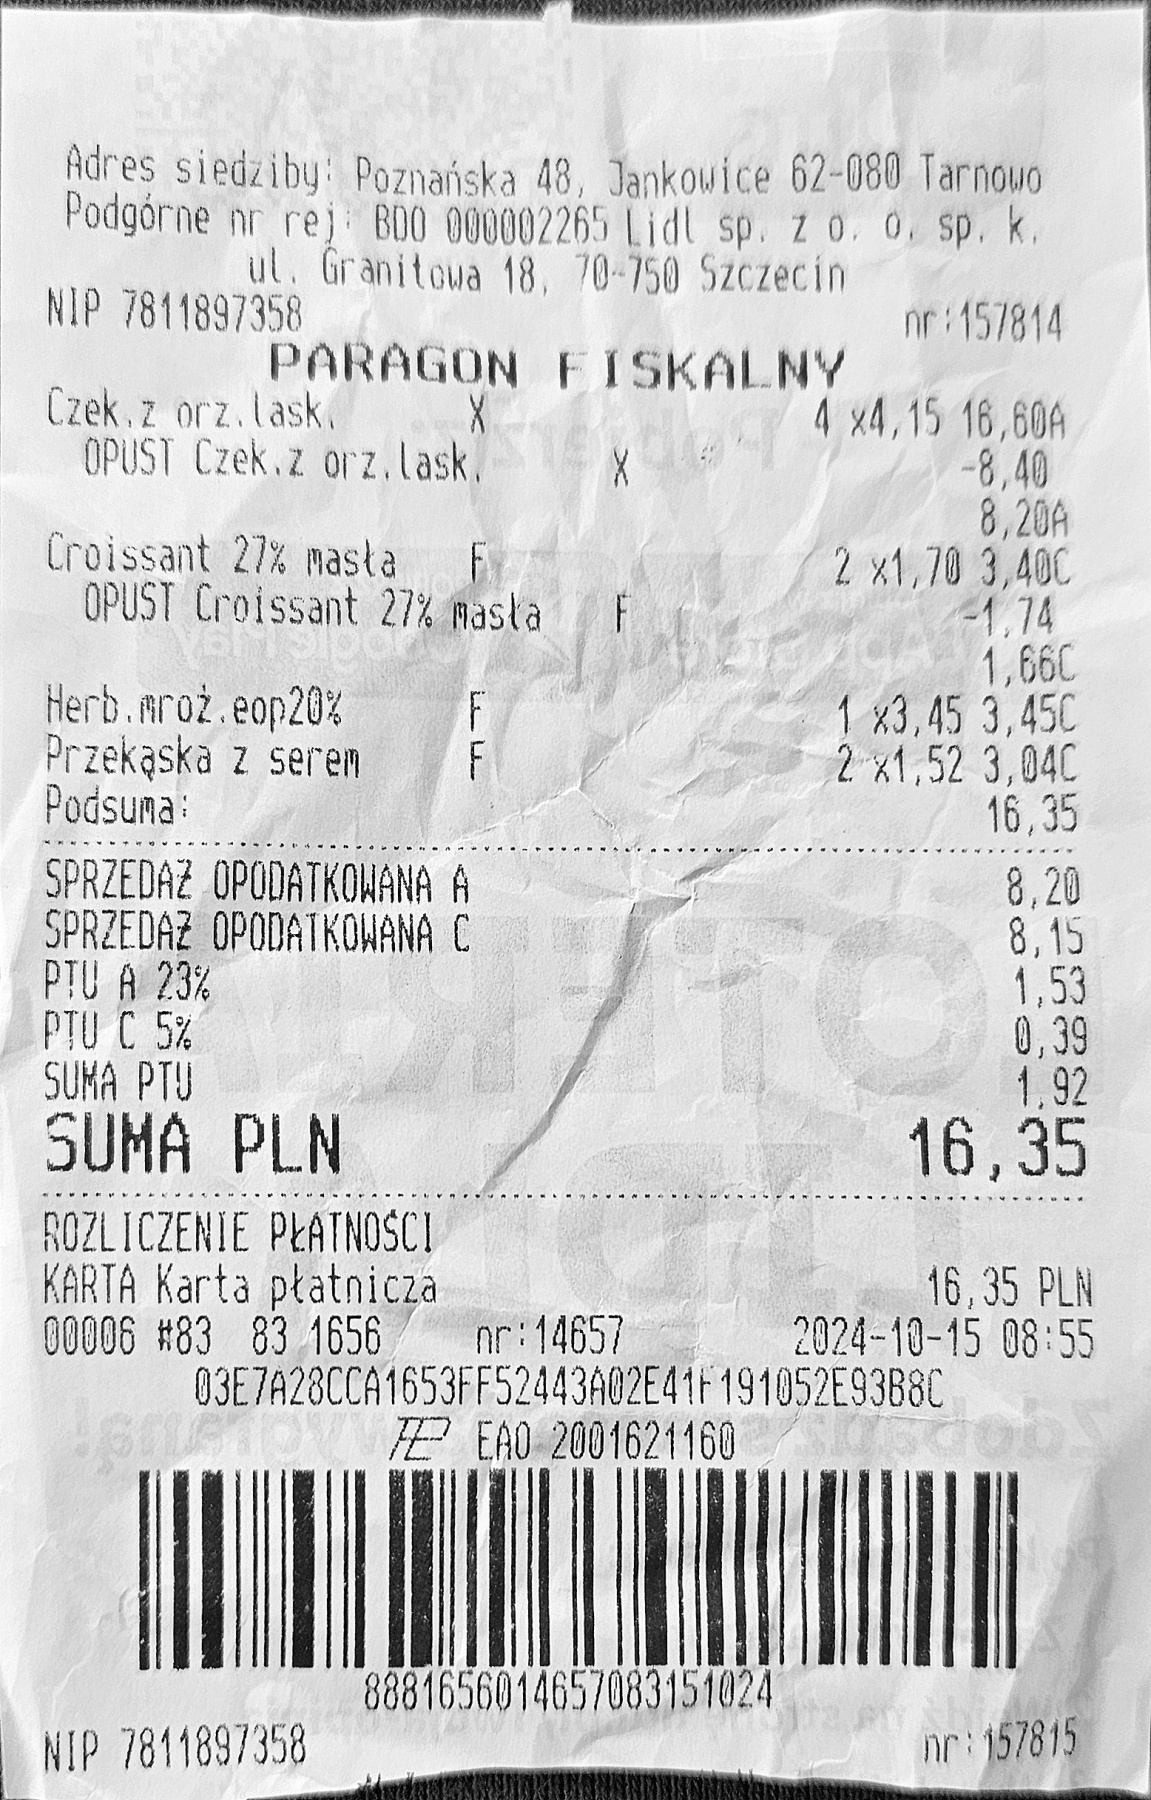 Adres siedziby: Poznańska 48, Jankowice 62-080 Tarnowo
Podgórne nr rej: BDO 000002265 Lidl sp. z o. o. sp. k.
ul. Granitowa 18, 70-750 Szczecin
NIP 7811897358 nr:157814
PARAGON FISKALNY
Czek.z orz.lask. X 4 x4,15 16,60A
OPUST Czek.z orz.lask. X -8,40
8,20A
Croissant 27% masła F 2 x1,70 3,40C
OPUST Croissant 27% masła F -1,74
1,66C
Herb.mroż.eop20% F 1 x3,45 3,45C
Przekąska z serem F 2 x1,52 3,04C
Podsuma: 16,35
SPRZEDAŻ OPODATKOWANA A 8,20
SPRZEDAŻ OPODATKOWANA C 8,15
PTU A 23% 1,53
PTU C 5% 0,39
SUMA PTU 1,92
SUMA PLN 16,35
ROZLICZENIE PŁATNOŚCI
KARTA Karta płatnicza 16,35 PLN
00006 #83 83 1656 nr:14657 2024-10-15 08:55
03E7A28CCA1653FF52443A02E41F191052E93B8C
EAO 2001621160
8881656014657083151024
NIP 7811897358 nr:157815